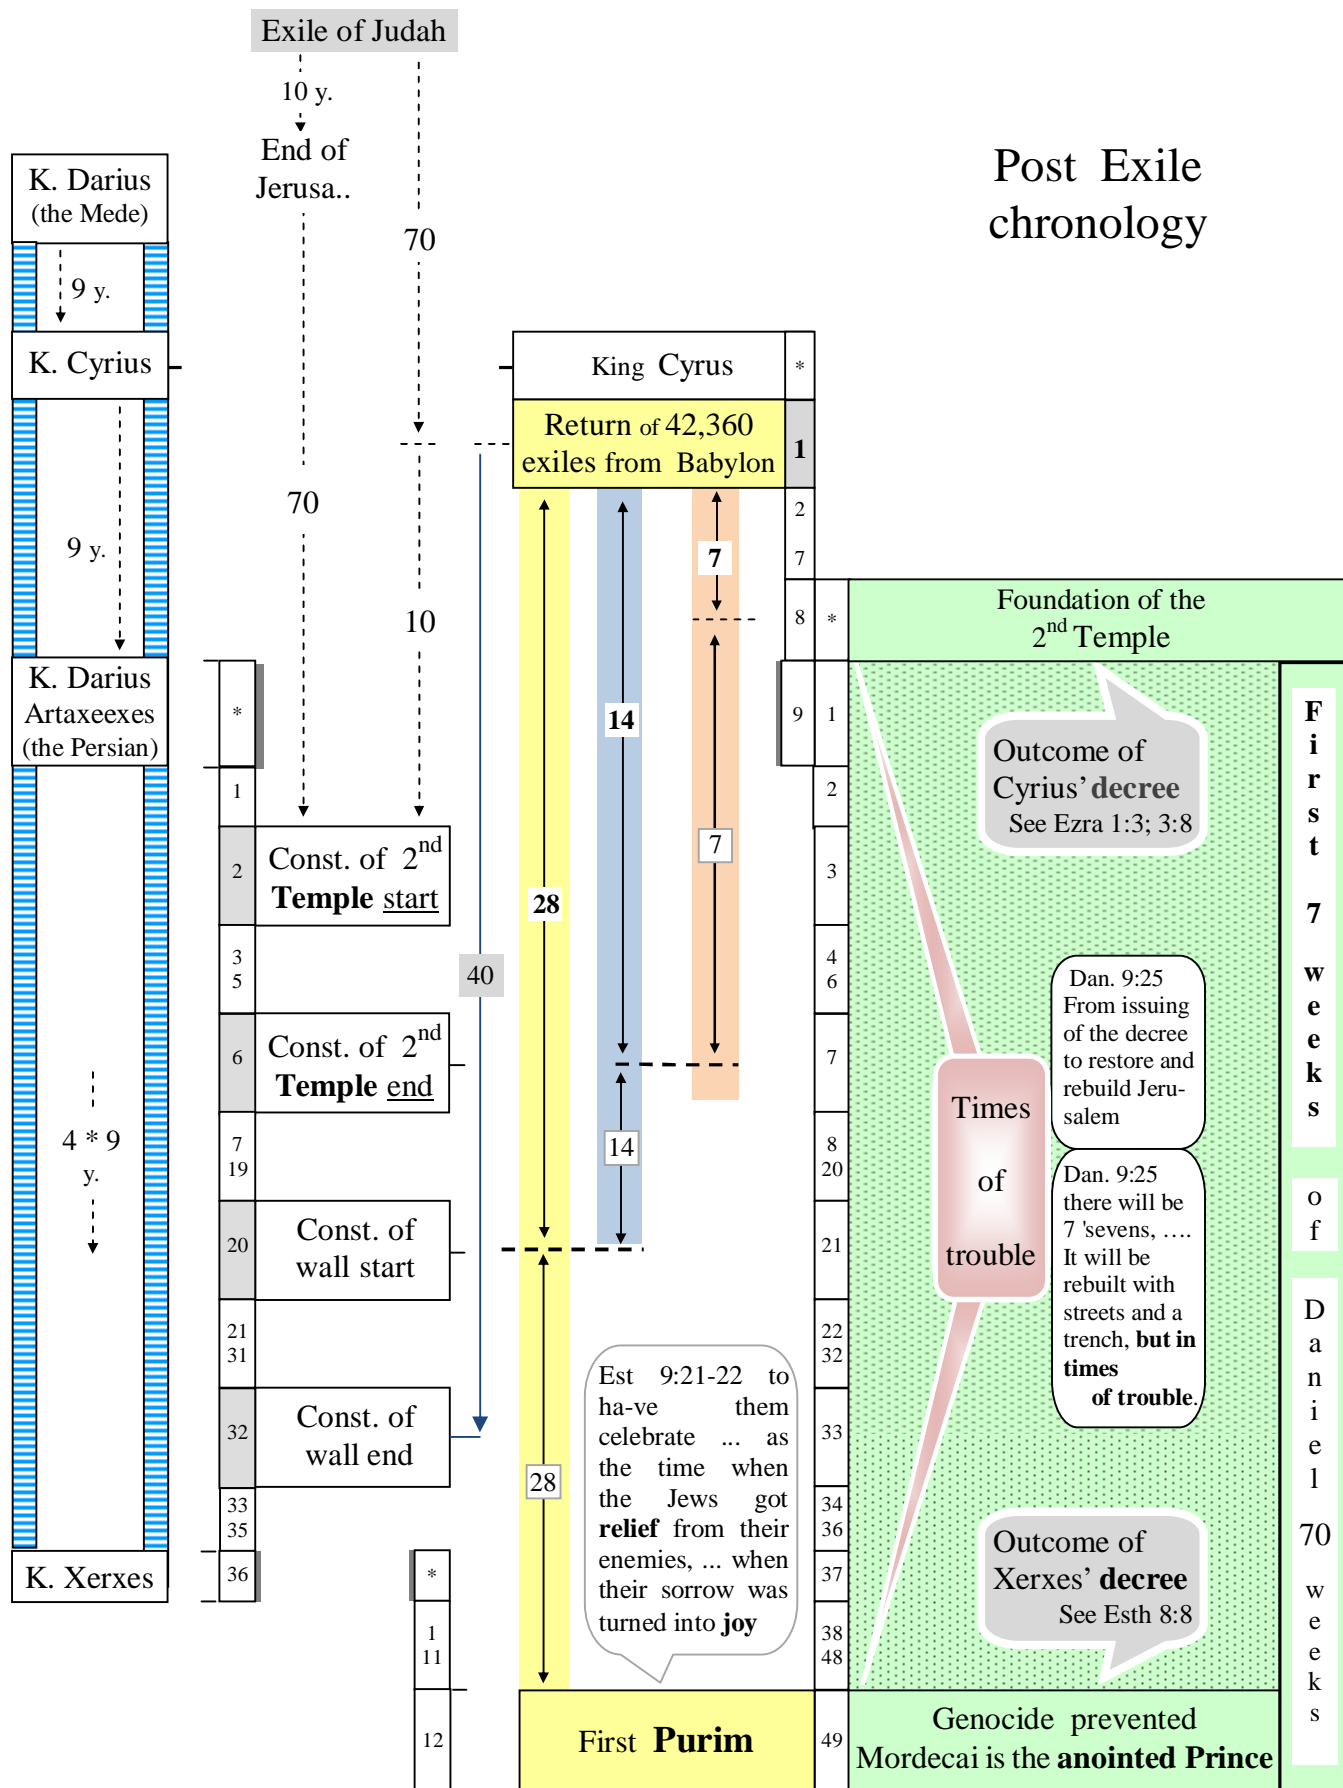 Exile of Judah
10 y.
End of
Jerusa..
70
70
10
40
Post Exile
chronology
K. Darius
(the Mede)
9 y.
K. Cyrius
9 y.
K. Darius
Artaxeexes
(the Persian)
4 * 9
y.
K. Xerxes
*
1
2
3
5
6
7
19
20
21
31
32
33
35
36
Const. of 2nd
Temple start
Const. of 2nd
Temple end
Const. of
wall start
Const. of
wall end
*
1
11
12
King Cyrus
Return of 42,360
exiles from Babylon
28
28
14
14
7
7
Est 9:21-22 to
ha-ve them
celebrate ... as
the time when
the Jews got
relief from their
enemies, ... when
their sorrow was
turned into joy
First Purim
*
1
2
7
8
9
*
1
2
3
4
6
7
8
20
21
22
32
33
34
36
37
38
48
49
Foundation of the
2nd Temple
Outcome of
Cyrius’ decree
See Ezra 1:3; 3:8
Times
of
trouble
Dan. 9:25
From issuing
of the decree
to restore and
rebuild Jeru-
salem
Dan. 9:25
there will be
7 'sevens, ....
It will be
rebuilt with
streets and a
trench, but in
times
of trouble.
Outcome of
Xerxes’ decree
See Esth 8:8
Genocide prevented
Mordecai is the anointed Prince
First 7 weeks
of
Daniel 70 weeks